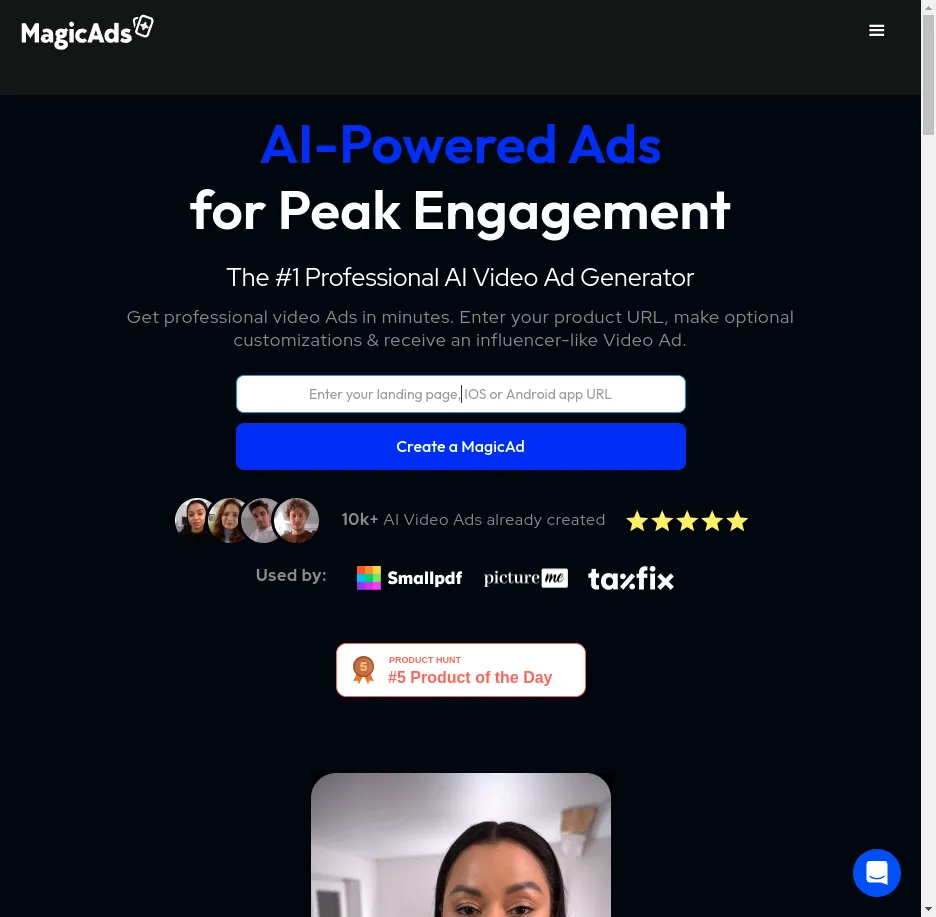 MagicAds
AI-Powered Ads
for Peak Engagement
The #1 Professional AI Video Ad Generator
Get professional video Ads in minutes. Enter your product URL, make optional
customizations & receive an influencer-like Video Ad.
Enter your landing page, IOS or Android app URL
Create a MagicAd
10k+ AI Video Ads already created
Used by: Smallpdf picture me taxfix
5
PRODUCT HUNT
#5 Product of the Day